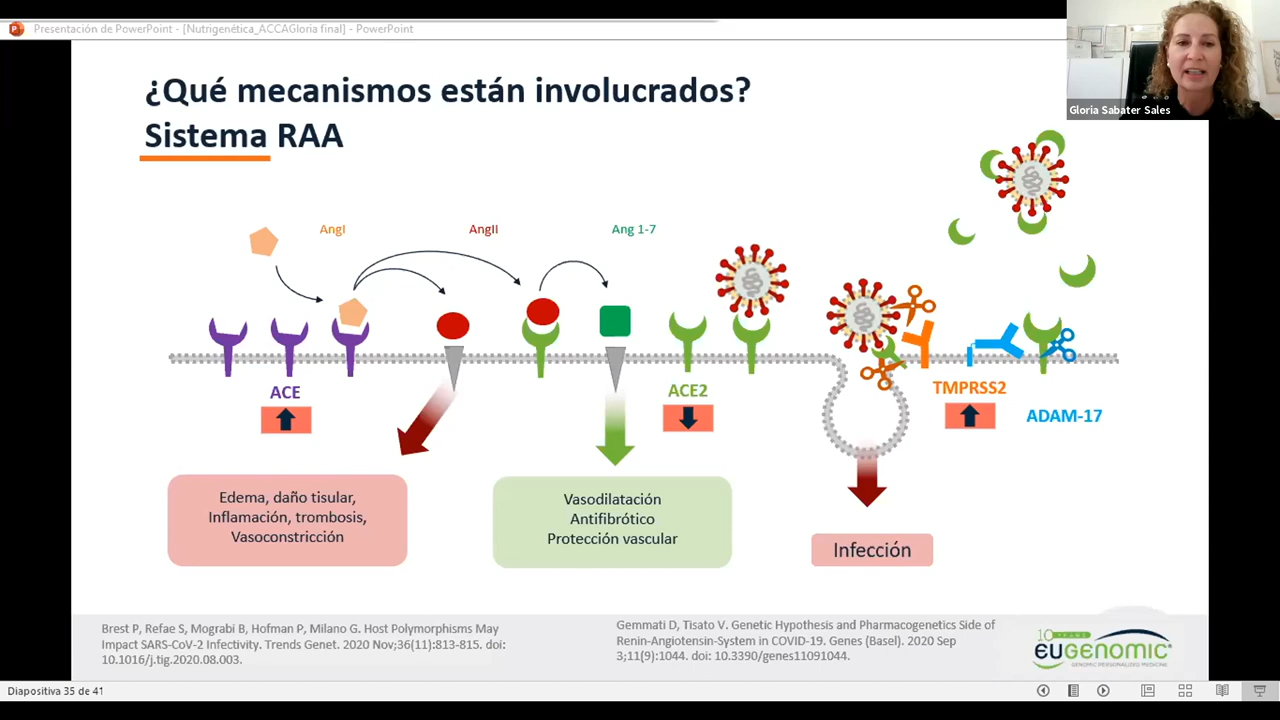 Presentación de PowerPoint - [Nutrigenética_ACCAGloria final] - PowerPoint
Gloria Sabater Sales
¿Qué mecanismos están involucrados?
Sistema RAA
AngI
AngII
Ang 1-7
ACE
ACE2
TMPRSS2
ADAM-17
Edema, daño tisular,
Inflamación, trombosis,
Vasoconstricción
Vasodilatación
Antifibrótico
Protección vascular
Infección
Brest P, Refae S, Mograbi B, Hofman P, Milano G. Host Polymorphisms May
Impact SARS-CoV-2 Infectivity. Trends Genet. 2020 Nov;36(11):813-815. doi:
10.1016/j.tig.2020.08.003.
Gemmati D, Tisato V. Genetic Hypothesis and Pharmacogenetics Side of
Renin-Angiotensin-System in COVID-19. Genes (Basel). 2020 Sep
3;11(9):1044. doi: 10.3390/genes11091044.
10 YEARS
EUGENOMIC®
GENOMIC PERSONALIZED MEDICINE
Diapositiva 35 de 41